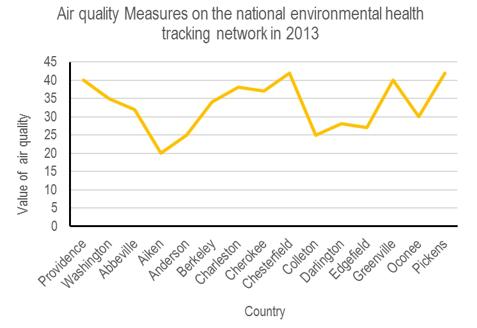 Air quality Measures on the national environmental health
tracking network in 2013
Value of air quality
45
40
35
30
25
20
15
10
5
0
Providence
Washington
Abbeville
Aiken
Anderson
Berkeley
Charleston
Cherokee
Chesterfield
Colleton
Darlington
Edgefield
Greenville
Oconee
Pickens
Country